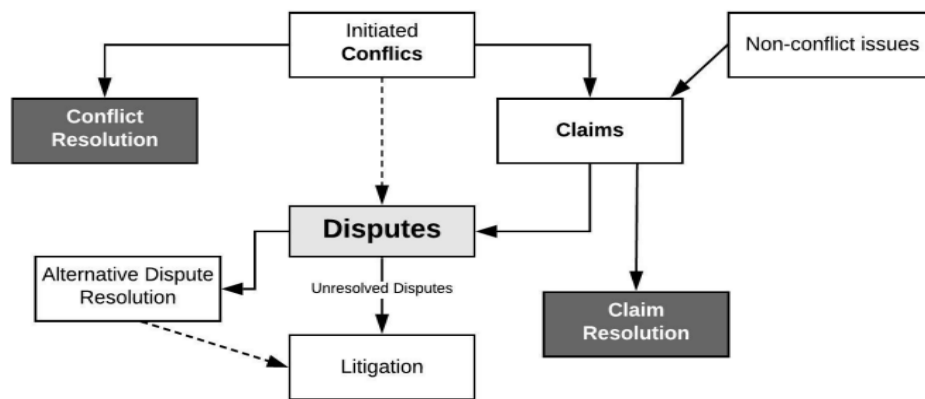 Initiated
Conflics
Non-conflict issues
Conflict
Resolution
Claims
Disputes
Alternative Dispute
Resolution
Unresolved Disputes
Claim
Resolution
Litigation